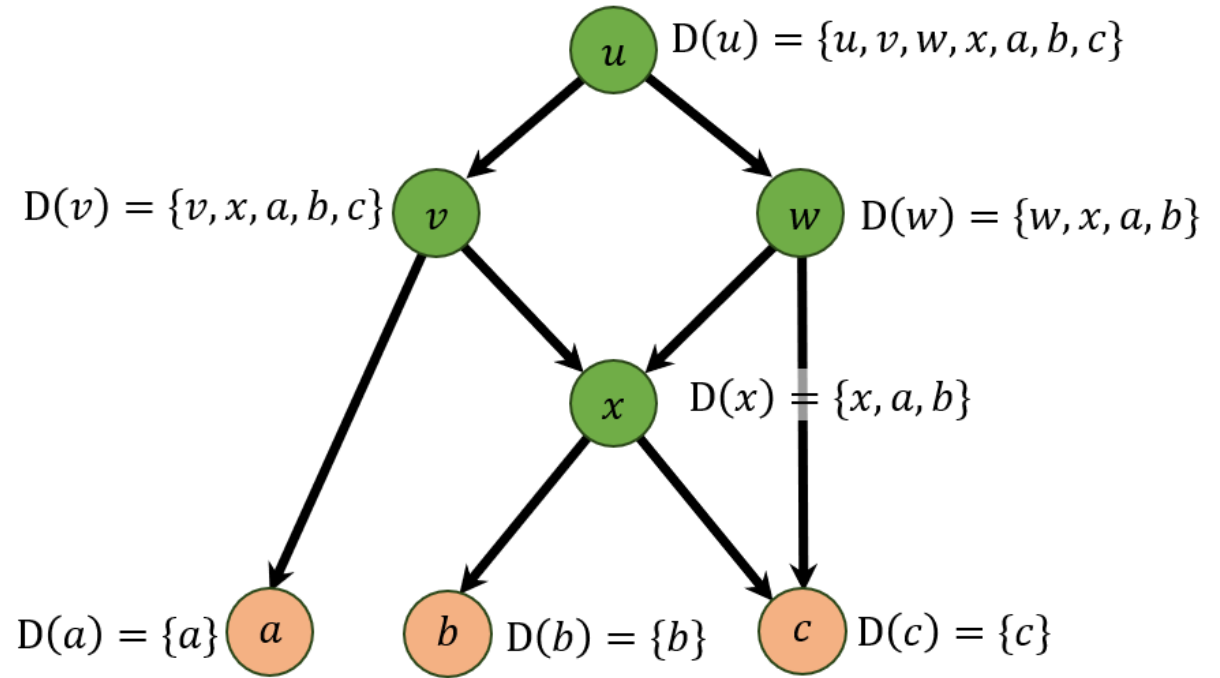 u
D(u) = {u, v, w, x, a, b, c}
D(v) = {v, x, a, b, c}
v
w
D(w) = {w, x, a, b}
x
D(x) = {x, a, b}
D(a) = {a}
a
b
D(b) = {b}
c
D(c) = {c}